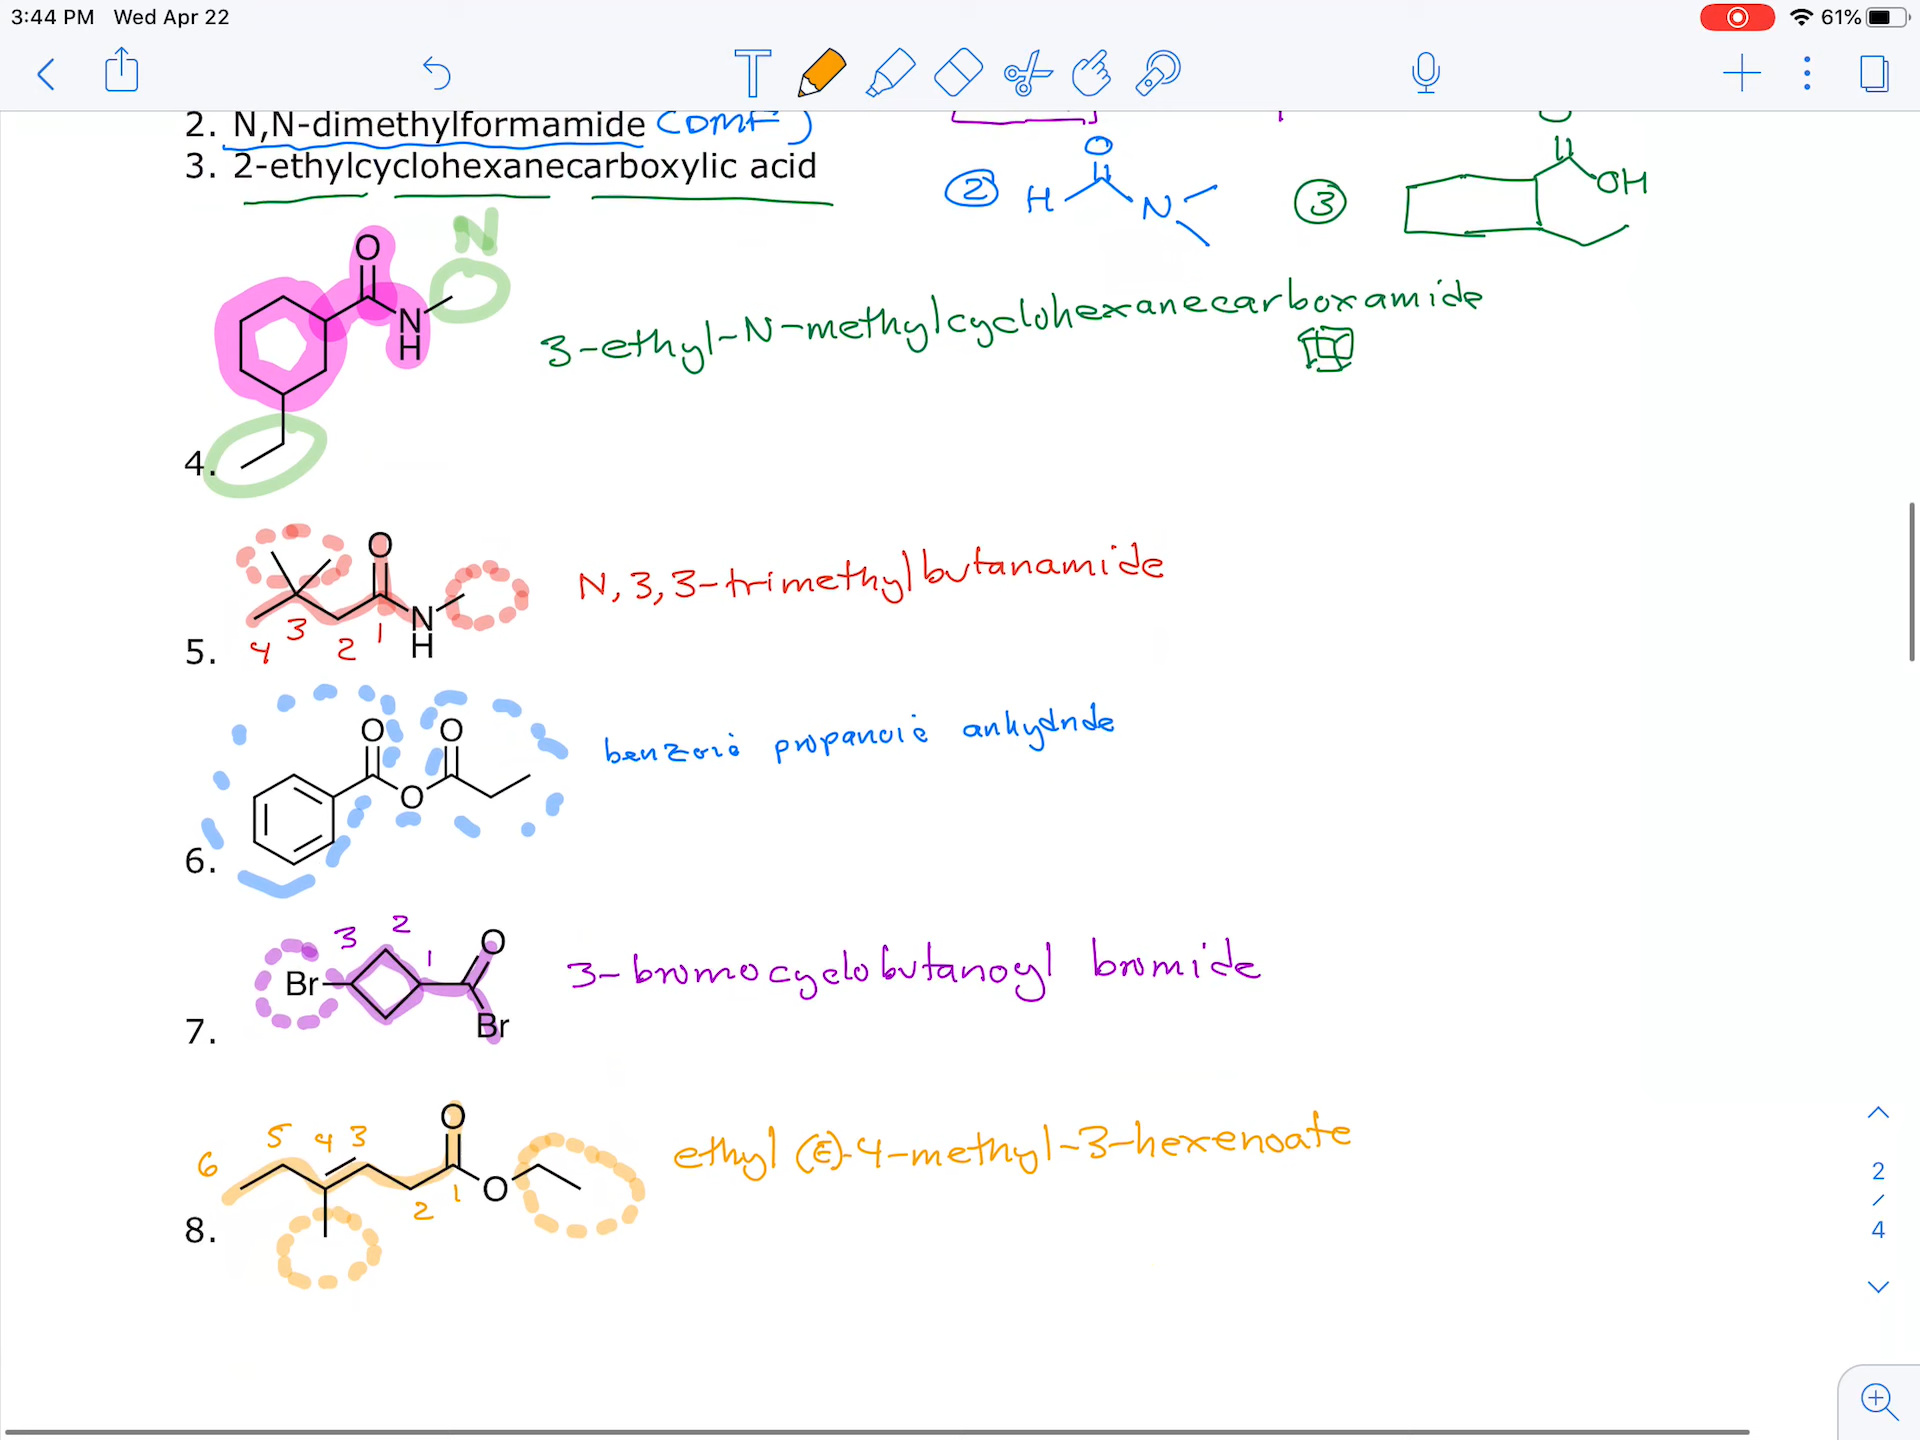 3:44 PM Wed Apr 22
61%
T
2. N,N-dimethylformamide (DMF)
3. 2-ethylcyclohexanecarboxylic acid
2 H O N
3 OH
N
O
N
H
3-ethyl-N-methylcyclohexanecarboxamide
4.
O
N
H
4 3 2 1
N,3,3-trimethylbutanamide
5.
O O
O
benzoic propanoic anhydride
6.
3 2 1
Br O
Br
3-bromocyclobutanoyl bromide
7.
O
6 5 4 3 2 1
O
ethyl (E)-4-methyl-3-hexenoate
8.
2
/
4